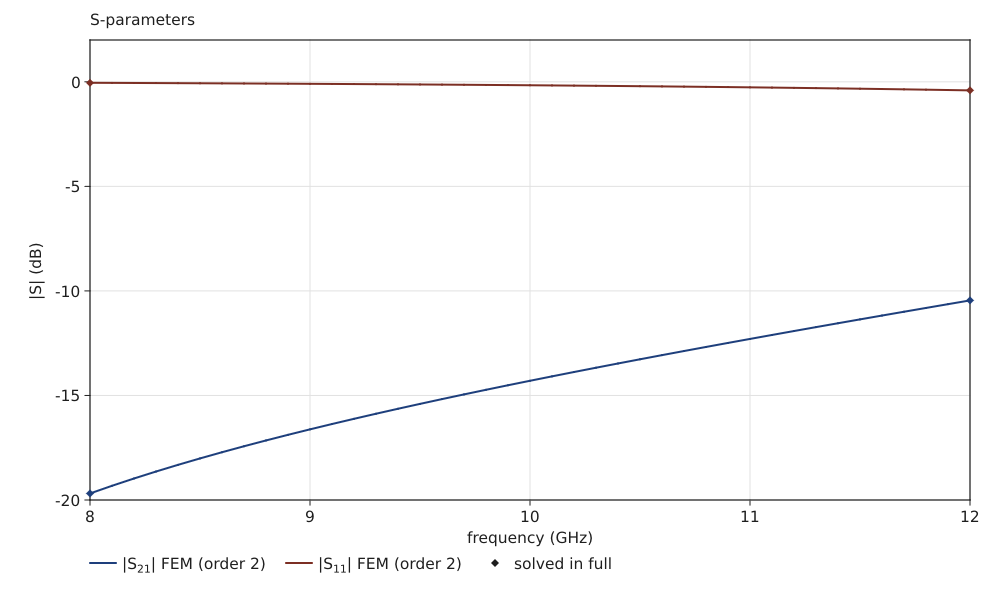 S-parameters
0
-5
-10
-15
-20
|S| (dB)
8
9
10
11
12
frequency (GHz)
|S₂₁| FEM (order 2)
|S₁₁| FEM (order 2)
solved in full